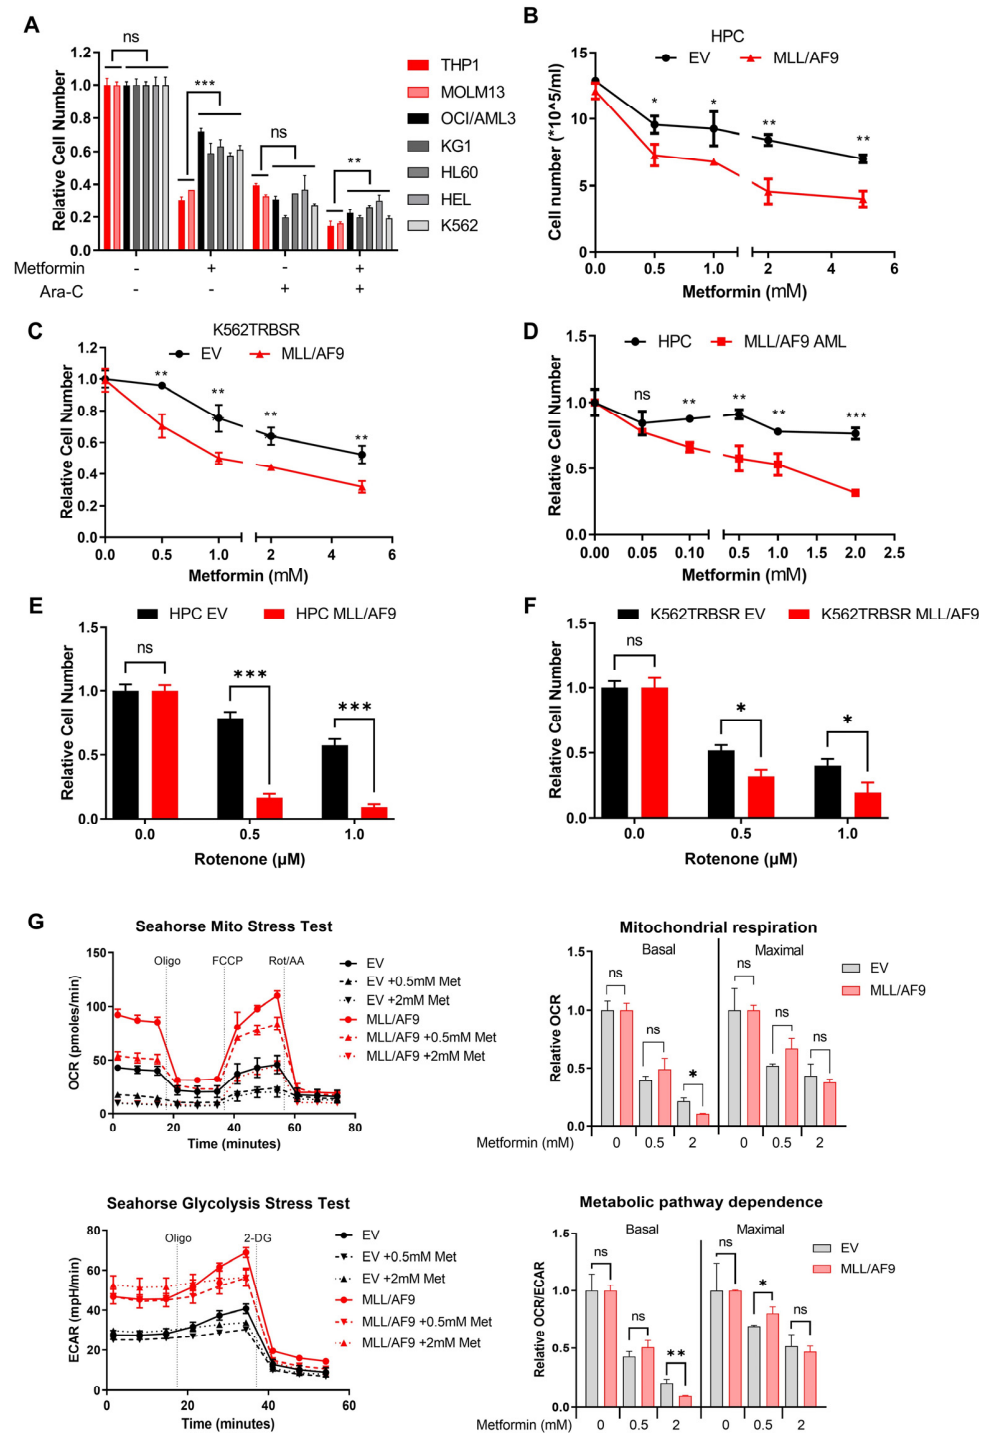 A
ns
1.2
1.0
0.8
0.6
0.4
0.2
0.0
Relative Cell Number
***
ns
**
THP1
MOLM13
OCI/AML3
KG1
HL60
HEL
K562
Metformin - + - +
Ara-C - - + +
B
HPC
EV MLL/AF9
15
10
5
0
Cell number (*10^5/ml)
* * ** **
0.0 0.5 1.0 2 4 6
Metformin (mM)
C
K562TRBSR
EV MLL/AF9
1.2
1.0
0.8
0.6
0.4
0.2
0.0
Relative Cell Number
** ** ** **
0.0 0.5 1.0 2 4 6
Metformin (mM)
D
HPC MLL/AF9 AML
1.5
1.0
0.5
0.0
Relative Cell Number
ns ** ** ** ***
0.00 0.05 0.10 0.5 1.0 1.5 2.0 2.5
Metformin (mM)
E
HPC EV HPC MLL/AF9
1.5
1.0
0.5
0.0
Relative Cell Number
ns *** ***
0.0 0.5 1.0
Rotenone (µM)
F
K562TRBSR EV K562TRBSR MLL/AF9
1.5
1.0
0.5
0.0
Relative Cell Number
ns * *
0.0 0.5 1.0
Rotenone (µM)
G
Seahorse Mito Stress Test
150
100
50
0
OCR (pmoles/min)
Oligo FCCP Rot/AA
0 20 40 60 80
Time (minutes)
EV
EV +0.5mM Met
EV +2mM Met
MLL/AF9
MLL/AF9 +0.5mM Met
MLL/AF9 +2mM Met
Mitochondrial respiration
Basal Maximal
1.5
1.0
0.5
0.0
Relative OCR
ns ns * ns ns ns
EV
MLL/AF9
Metformin (mM) 0 0.5 2 0 0.5 2
Seahorse Glycolysis Stress Test
80
60
40
20
0
ECAR (mpH/min)
Oligo 2-DG
0 20 40 60
Time (minutes)
EV
EV +0.5mM Met
EV +2mM Met
MLL/AF9
MLL/AF9 +0.5mM Met
MLL/AF9 +2mM Met
Metabolic pathway dependence
Basal Maximal
1.5
1.0
0.5
0.0
Relative OCR/ECAR
ns ns ** ns * ns
EV
MLL/AF9
Metformin (mM) 0 0.5 2 0 0.5 2